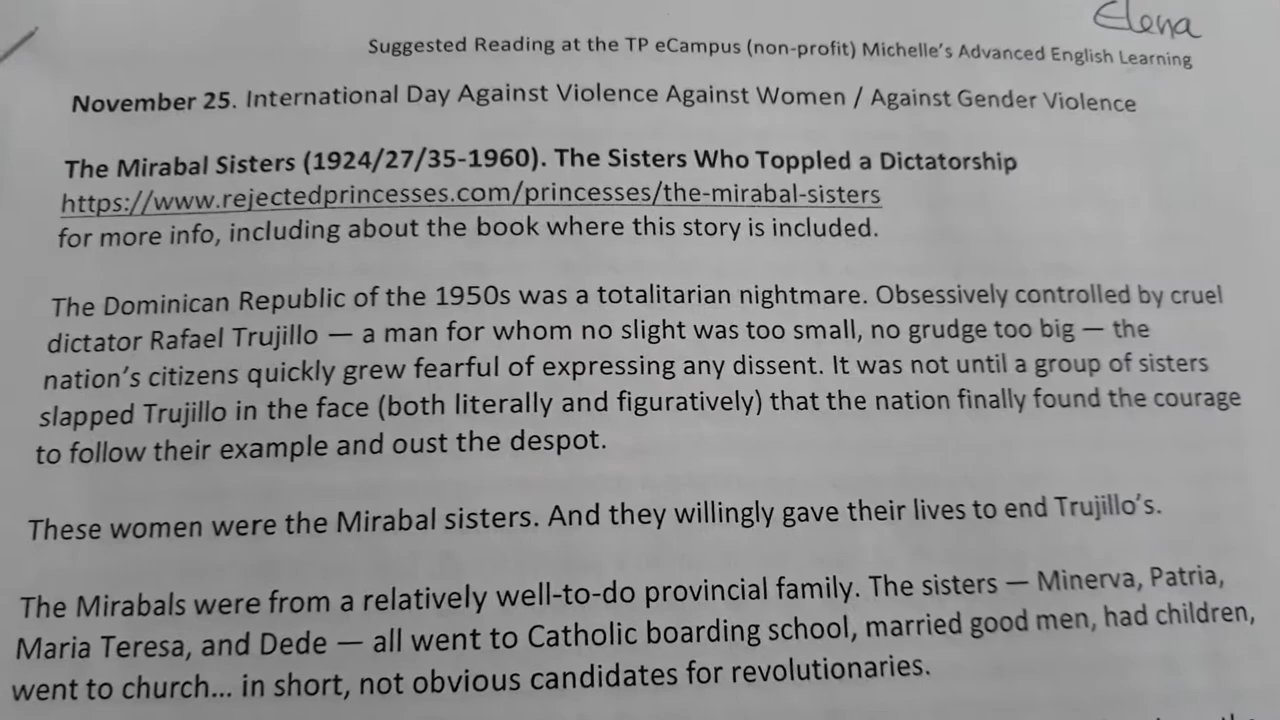 Elena
Suggested Reading at the TP eCampus (non-profit) Michelle's Advanced English Learning
November 25. International Day Against Violence Against Women / Against Gender Violence
The Mirabal Sisters (1924/27/35-1960). The Sisters Who Toppled a Dictatorship
https://www.rejectedprincesses.com/princesses/the-mirabal-sisters
for more info, including about the book where this story is included.
The Dominican Republic of the 1950s was a totalitarian nightmare. Obsessively controlled by cruel
dictator Rafael Trujillo — a man for whom no slight was too small, no grudge too big — the
nation's citizens quickly grew fearful of expressing any dissent. It was not until a group of sisters
slapped Trujillo in the face (both literally and figuratively) that the nation finally found the courage
to follow their example and oust the despot.
These women were the Mirabal sisters. And they willingly gave their lives to end Trujillo's.
The Mirabals were from a relatively well-to-do provincial family. The sisters — Minerva, Patria,
Maria Teresa, and Dede — all went to Catholic boarding school, married good men, had children,
went to church... in short, not obvious candidates for revolutionaries.